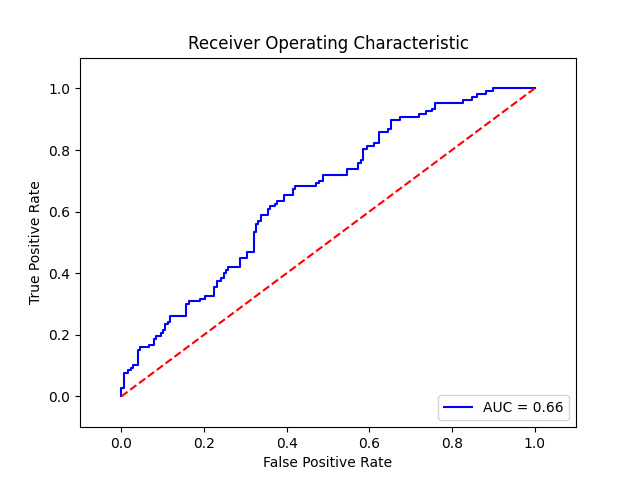 Receiver Operating Characteristic
1.0
0.8
0.6
0.4
0.2
0.0
True Positive Rate
AUC = 0.66
0.0 0.2 0.4 0.6 0.8 1.0
False Positive Rate